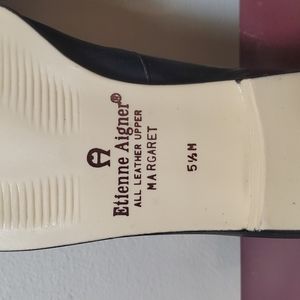 Etienne Aigner®
ALL LEATHER UPPER
MARGARET
5½M